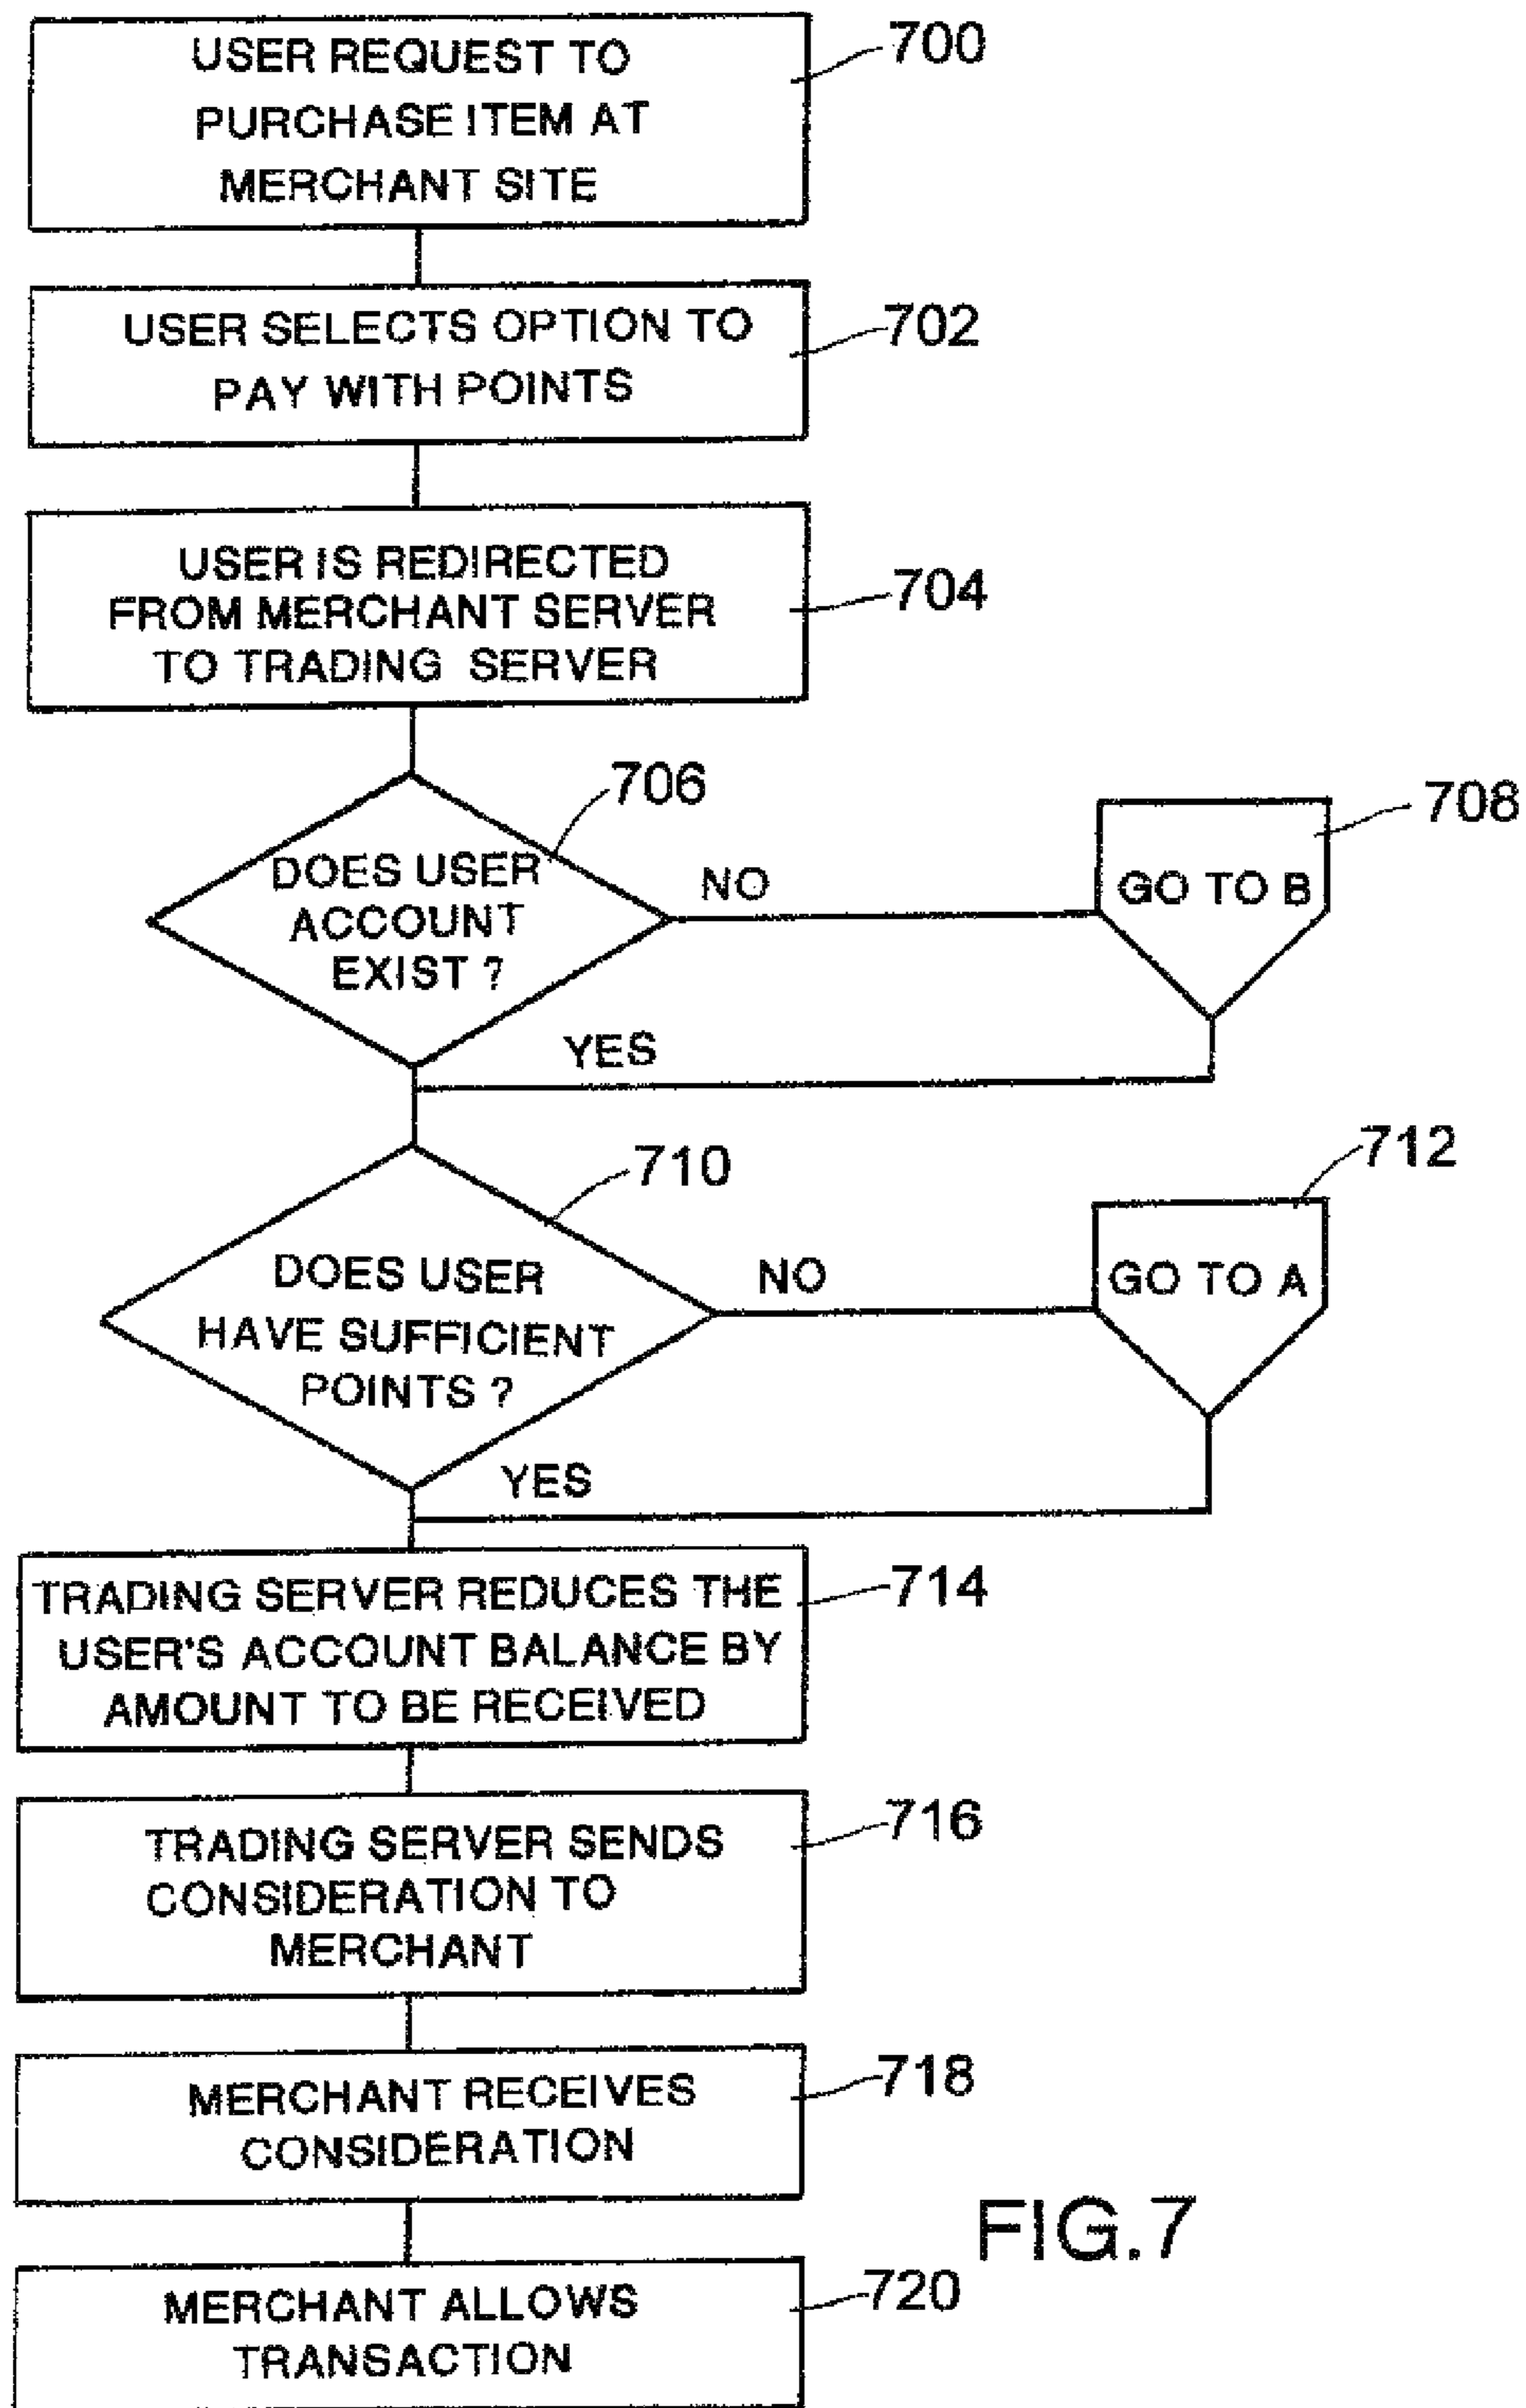 USER REQUEST TO
PURCHASE ITEM AT
MERCHANT SITE
700
USER SELECTS OPTION TO
PAY WITH POINTS
702
USER IS REDIRECTED
FROM MERCHANT SERVER
TO TRADING SERVER
704
706
DOES USER
ACCOUNT
EXIST ?
NO
708
GO TO B
YES
710
DOES USER
HAVE SUFFICIENT
POINTS ?
NO
712
GO TO A
YES
TRADING SERVER REDUCES THE
USER'S ACCOUNT BALANCE BY
AMOUNT TO BE RECEIVED
714
TRADING SERVER SENDS
CONSIDERATION TO
MERCHANT
716
MERCHANT RECEIVES
CONSIDERATION
718
MERCHANT ALLOWS
TRANSACTION
720
FIG.7